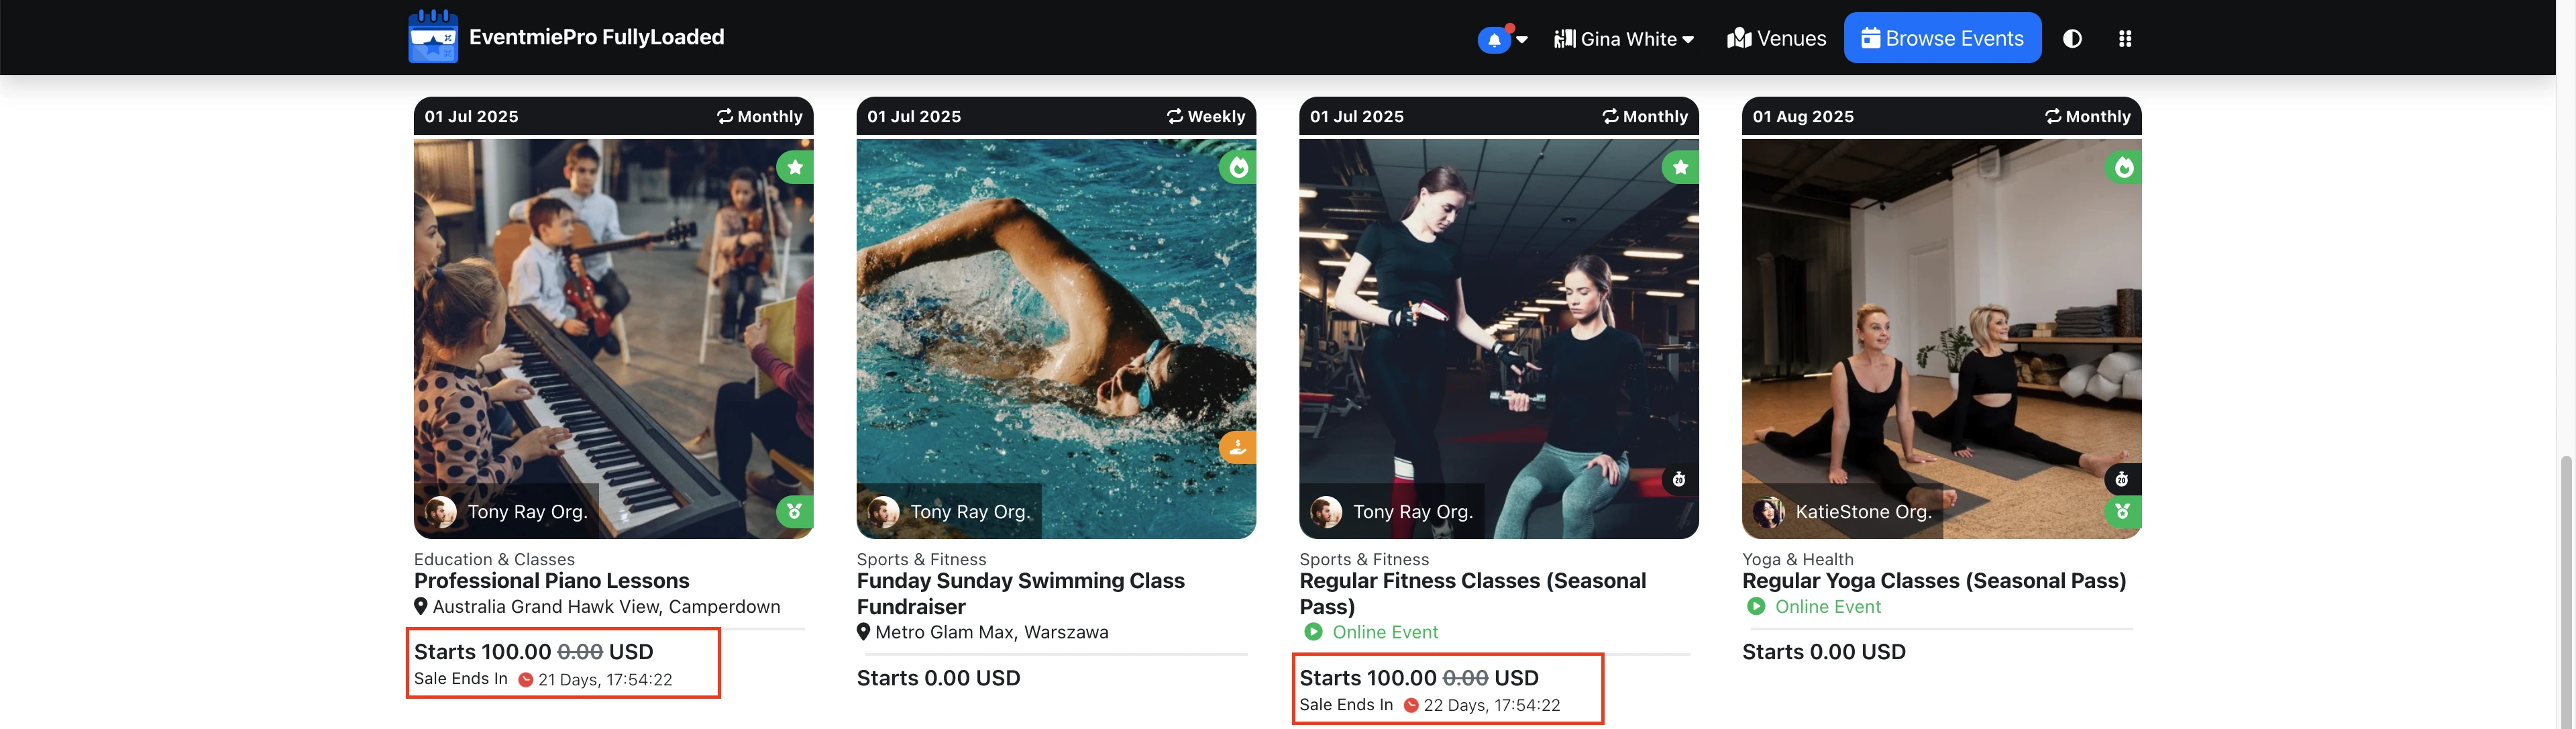 EventmiePro FullyLoaded
Gina White
Venues
Browse Events
01 Jul 2025
Monthly
Tony Ray Org.
Education & Classes
Professional Piano Lessons
Australia Grand Hawk View, Camperdown
Starts 100.00 0.00 USD
Sale Ends In 21 Days, 17:54:22
01 Jul 2025
Weekly
$
Tony Ray Org.
Sports & Fitness
Funday Sunday Swimming Class
Fundraiser
Metro Glam Max, Warszawa
Starts 0.00 USD
01 Jul 2025
Monthly
20
Tony Ray Org.
Sports & Fitness
Regular Fitness Classes (Seasonal
Pass)
Online Event
Starts 100.00 0.00 USD
Sale Ends In 22 Days, 17:54:22
01 Aug 2025
Monthly
20
KatieStone Org.
Yoga & Health
Regular Yoga Classes (Seasonal Pass)
Online Event
Starts 0.00 USD